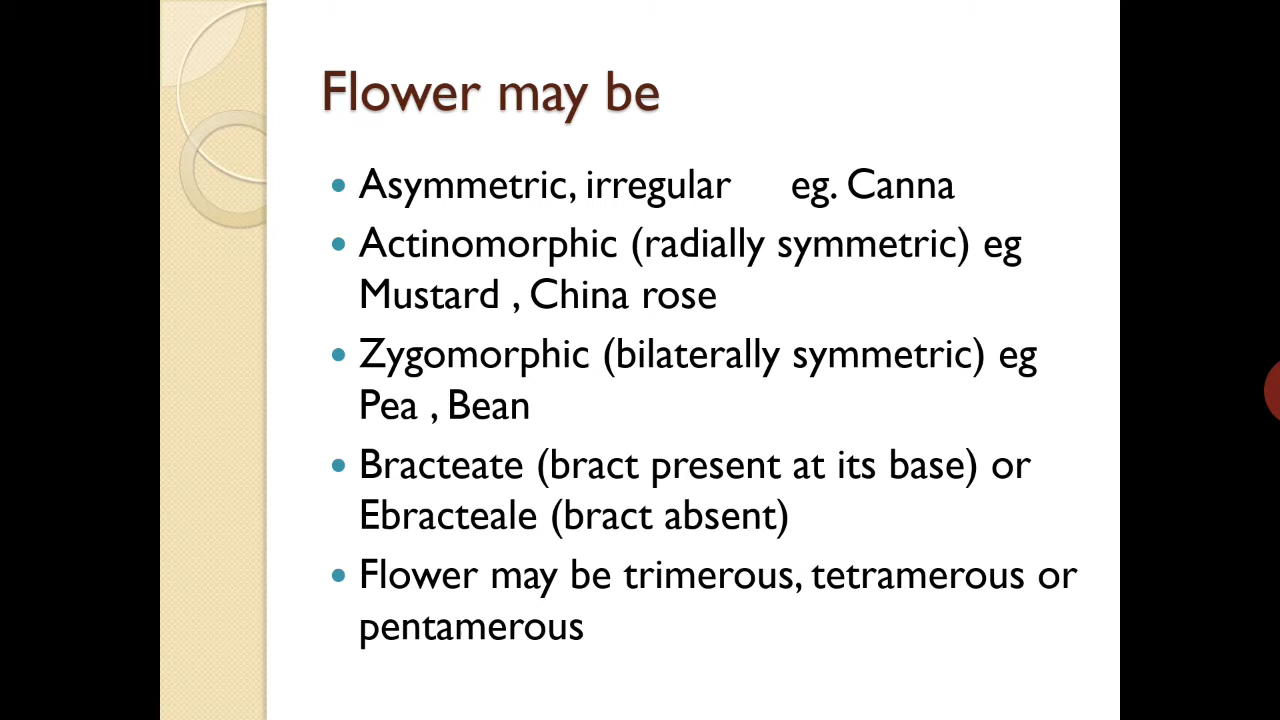 Flower may be
• Asymmetric, irregular eg. Canna
• Actinomorphic (radially symmetric) eg
Mustard , China rose
• Zygomorphic (bilaterally symmetric) eg
Pea , Bean
• Bracteate (bract present at its base) or
Ebracteale (bract absent)
• Flower may be trimerous, tetramerous or
pentamerous